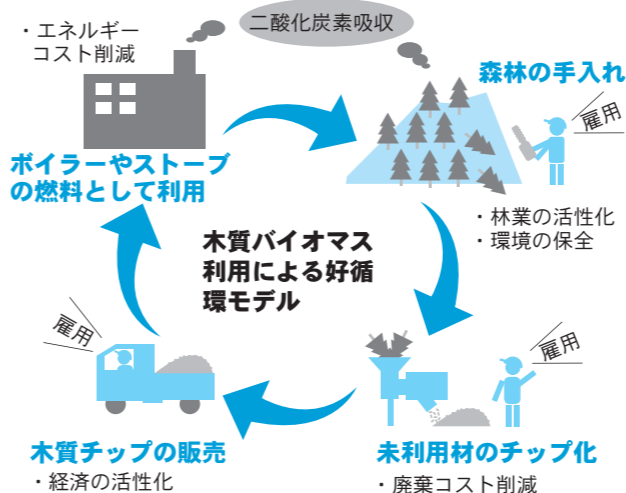 ・エネルギー
コスト削減
二酸化炭素吸収
森林の手入れ
雇用
・林業の活性化
・環境の保全
ボイラーやストーブ
の燃料として利用
木質バイオマス
利用による好循
環モデル
雇用
雇用
木質チップの販売
・経済の活性化
未利用材のチップ化
・廃棄コスト削減